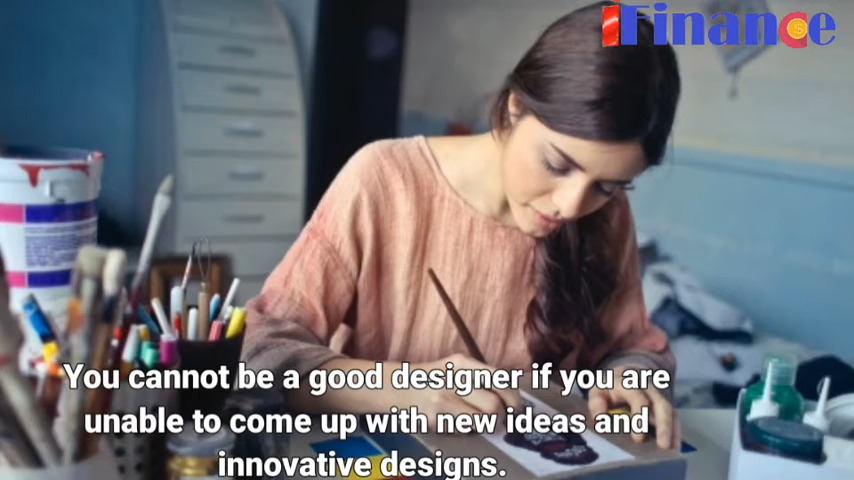 iFinance
You cannot be a good designer if you are
unable to come up with new ideas and
innovative designs.